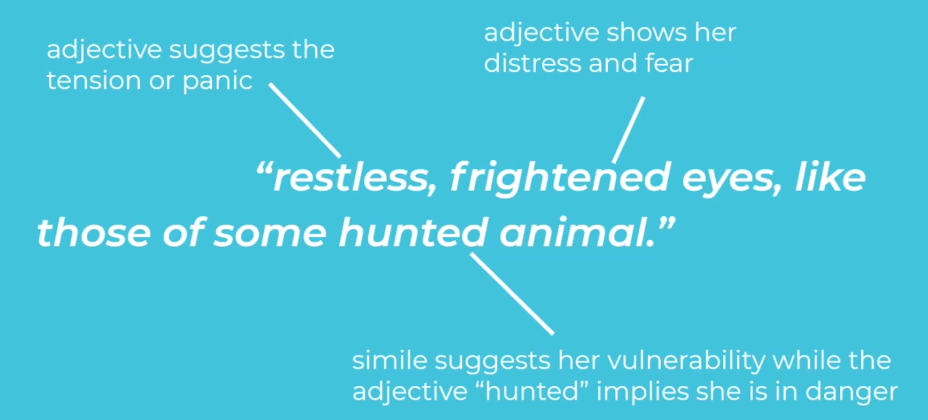 adjective suggests the
tension or panic
adjective shows her
distress and fear
“restless, frightened eyes, like
those of some hunted animal.”
simile suggests her vulnerability while the
adjective “hunted” implies she is in danger